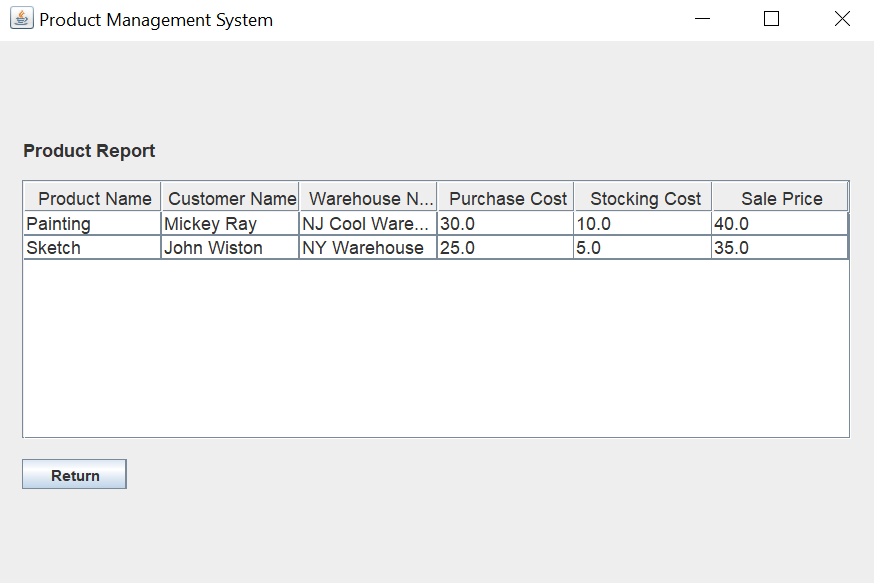 Product Management System
Product Report
Product Name Customer Name Warehouse N... Purchase Cost Stocking Cost Sale Price
Painting Mickey Ray NJ Cool Ware... 30.0 10.0 40.0
Sketch John Wiston NY Warehouse 25.0 5.0 35.0
Return